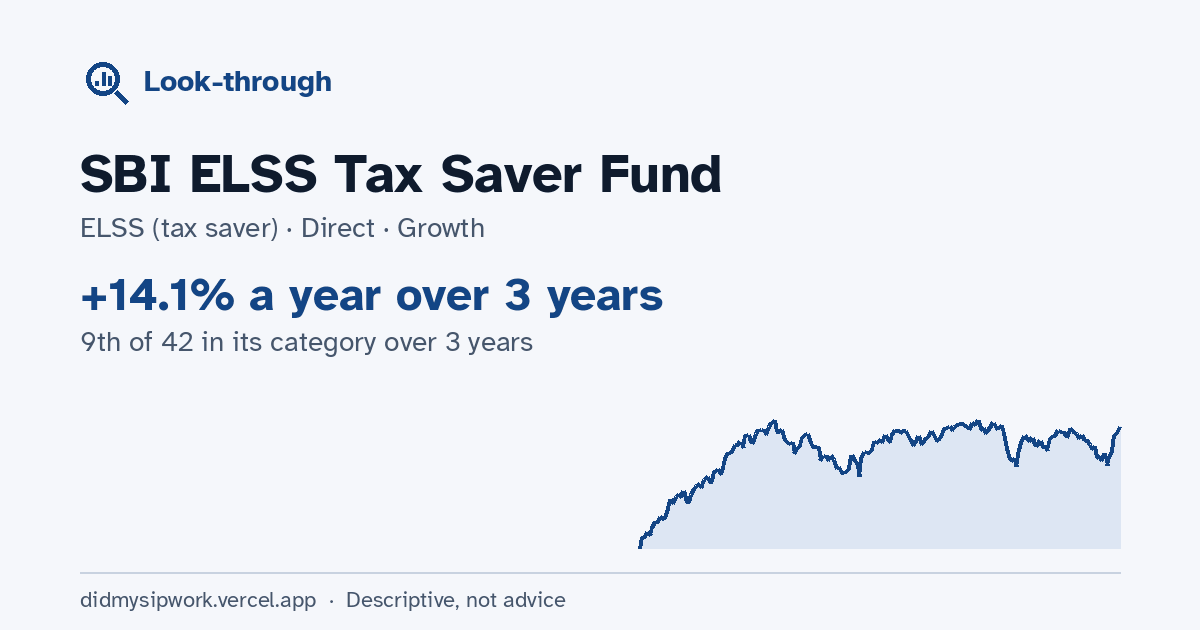 Look-through
SBI ELSS Tax Saver Fund
ELSS (tax saver) · Direct · Growth
+14.1% a year over 3 years
9th of 42 in its category over 3 years
didmysipwork.vercel.app · Descriptive, not advice